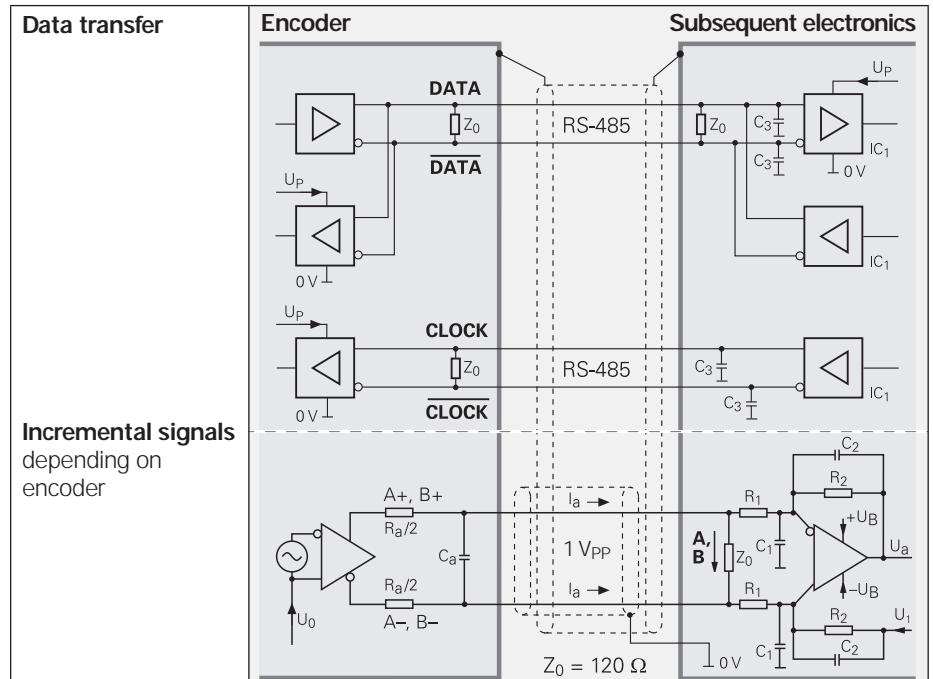 Data transfer
Encoder
Subsequent electronics
UP
DATA
Z0
RS-485
Z0
C3
C3
IC1
DATA
0 V
UP
IC1
0 V
UP
CLOCK
Z0
RS-485
C3
IC1
0 V
CLOCK
C3
Incremental signals
depending on
encoder
C2
R2
A+, B+
Ra/2
Ia
R1
+UB
Ca
1 VPP
A,
B
Z0
C1
Ua
Ra/2
Ia
R1
–UB
U0
A–, B–
R2
U1
C1
C2
Z0 = 120 Ω
0 V